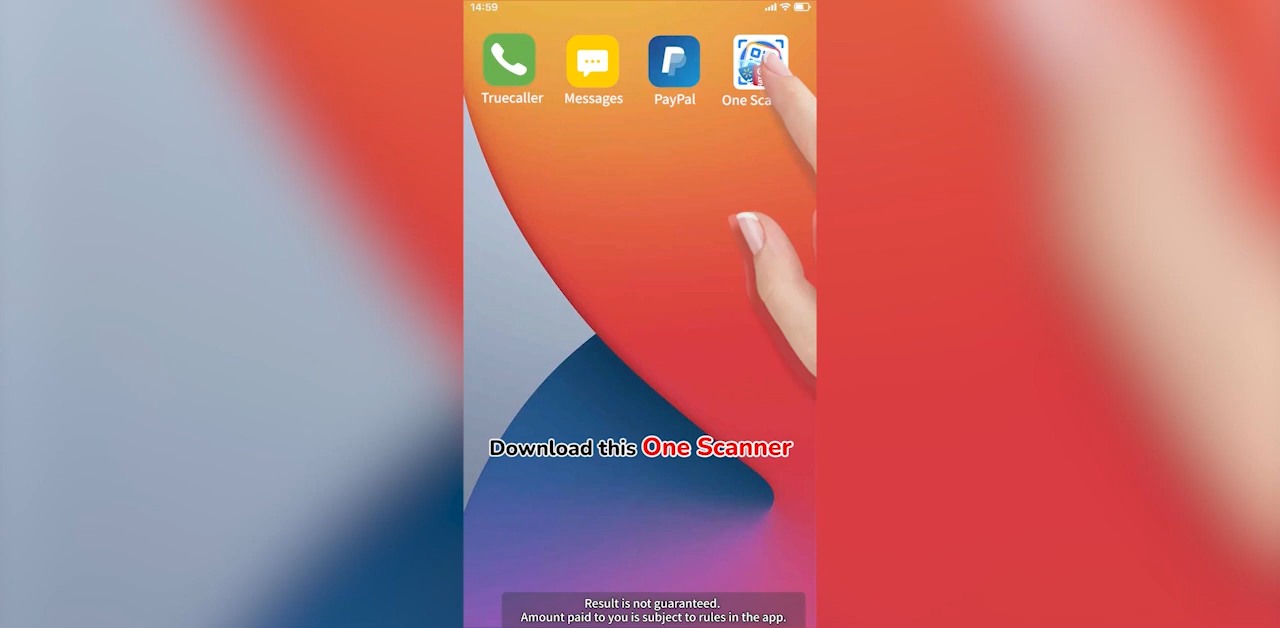 14:59
Truecaller Messages PayPal One Sca
Download this One Scanner
Result is not guaranteed.
Amount paid to you is subject to rules in the app.